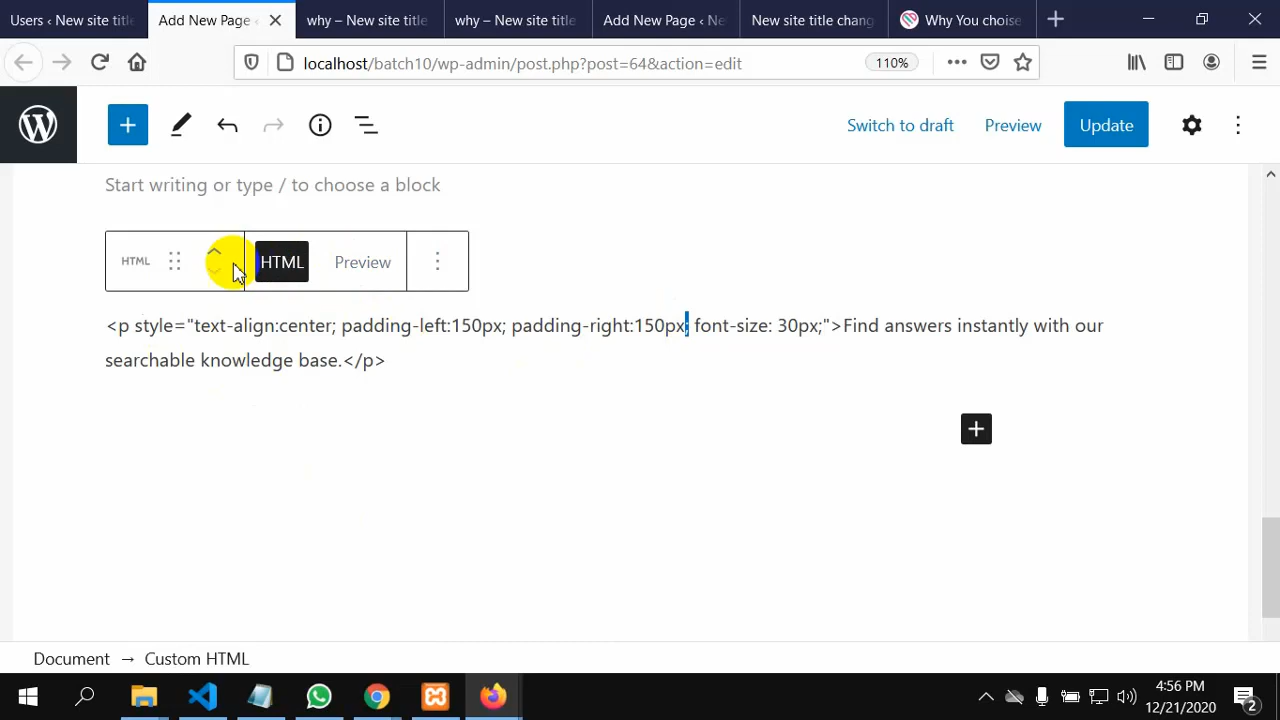 Users ‹ New site titl
Add New Page ‹
why – New site title
why – New site title
Add New Page ‹ Ne
New site title chang
Why You choise
localhost/batch10/wp-admin/post.php?post=64&action=edit
110%
Switch to draft
Preview
Update
Start writing or type / to choose a block
HTML
HTML
Preview
<p style="text-align:center; padding-left:150px; padding-right:150px; font-size: 30px;">Find answers instantly with our
searchable knowledge base.</p>
Document → Custom HTML
4:56 PM
12/21/2020
2